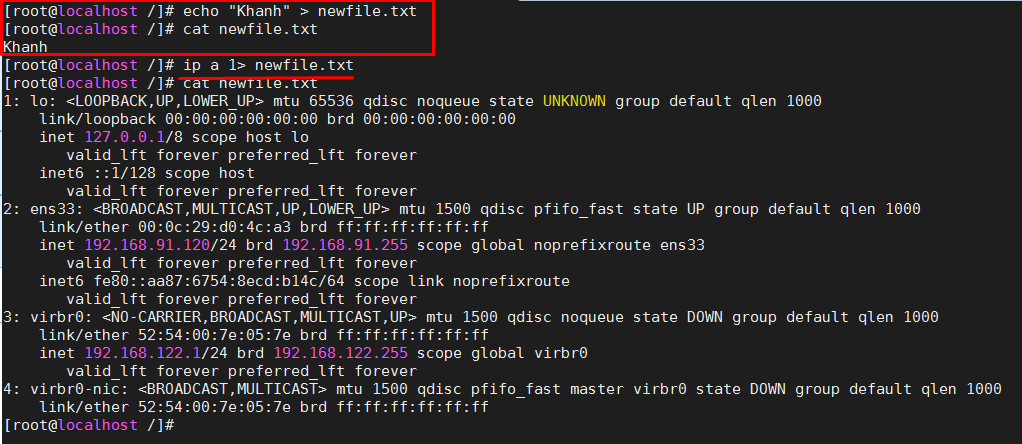 [root@localhost /]# echo "Khanh" > newfile.txt
[root@localhost /]# cat newfile.txt
Khanh
[root@localhost /]# ip a 1> newfile.txt
[root@localhost /]# cat newfile.txt
1: lo: <LOOPBACK,UP,LOWER_UP> mtu 65536 qdisc noqueue state UNKNOWN group default qlen 1000
    link/loopback 00:00:00:00:00:00 brd 00:00:00:00:00:00
    inet 127.0.0.1/8 scope host lo
       valid_lft forever preferred_lft forever
    inet6 ::1/128 scope host
       valid_lft forever preferred_lft forever
2: ens33: <BROADCAST,MULTICAST,UP,LOWER_UP> mtu 1500 qdisc pfifo_fast state UP group default qlen 1000
    link/ether 00:0c:29:d0:4c:a3 brd ff:ff:ff:ff:ff:ff
    inet 192.168.91.120/24 brd 192.168.91.255 scope global noprefixroute ens33
       valid_lft forever preferred_lft forever
    inet6 fe80::aa87:6754:8ecd:b14c/64 scope link noprefixroute
       valid_lft forever preferred_lft forever
3: virbr0: <NO-CARRIER,BROADCAST,MULTICAST,UP> mtu 1500 qdisc noqueue state DOWN group default qlen 1000
    link/ether 52:54:00:7e:05:7e brd ff:ff:ff:ff:ff:ff
    inet 192.168.122.1/24 brd 192.168.122.255 scope global virbr0
       valid_lft forever preferred_lft forever
4: virbr0-nic: <BROADCAST,MULTICAST> mtu 1500 qdisc pfifo_fast master virbr0 state DOWN group default qlen 1000
    link/ether 52:54:00:7e:05:7e brd ff:ff:ff:ff:ff:ff
[root@localhost /]#